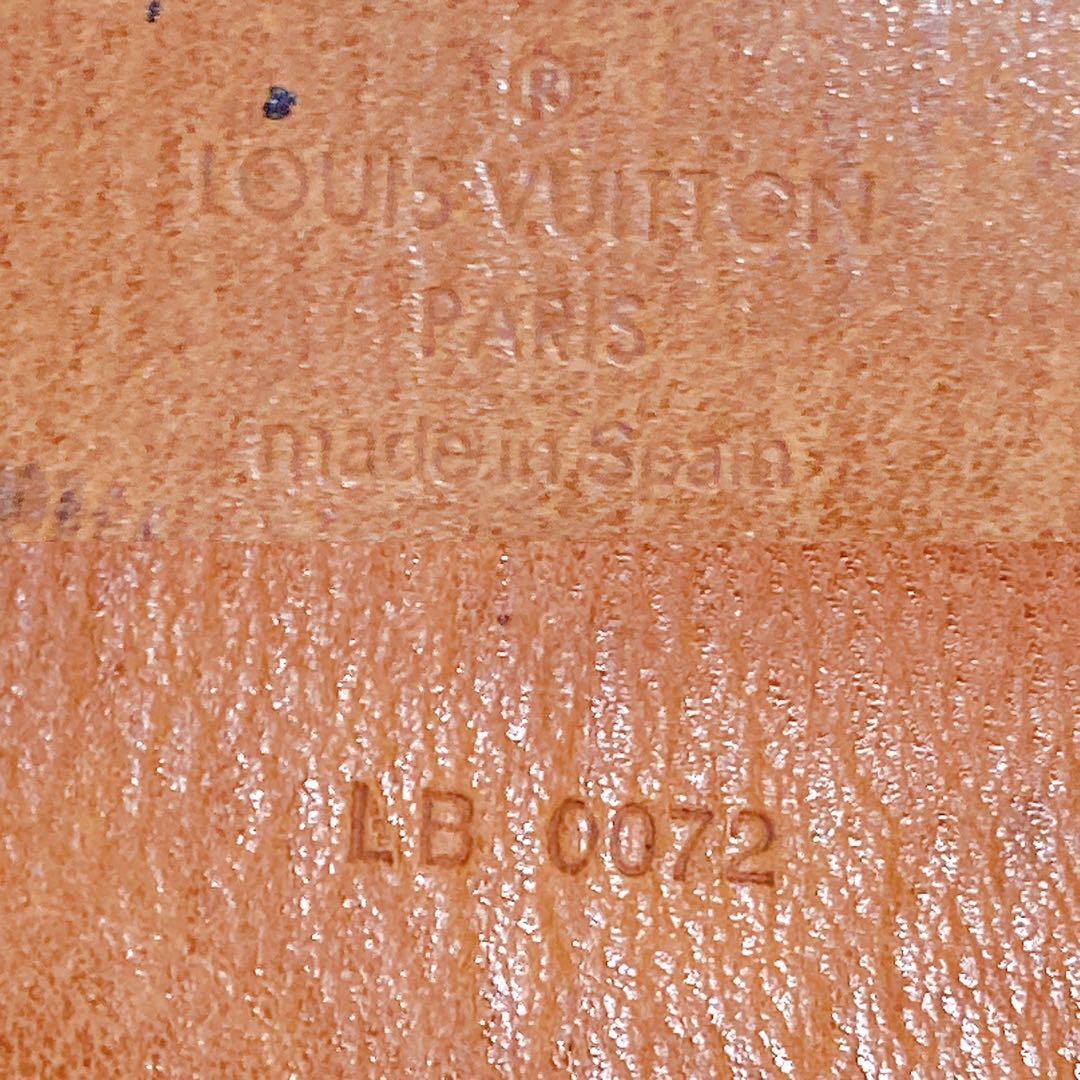 ®
LOUIS VUITTON
PARIS
made in Spain
LB 0072